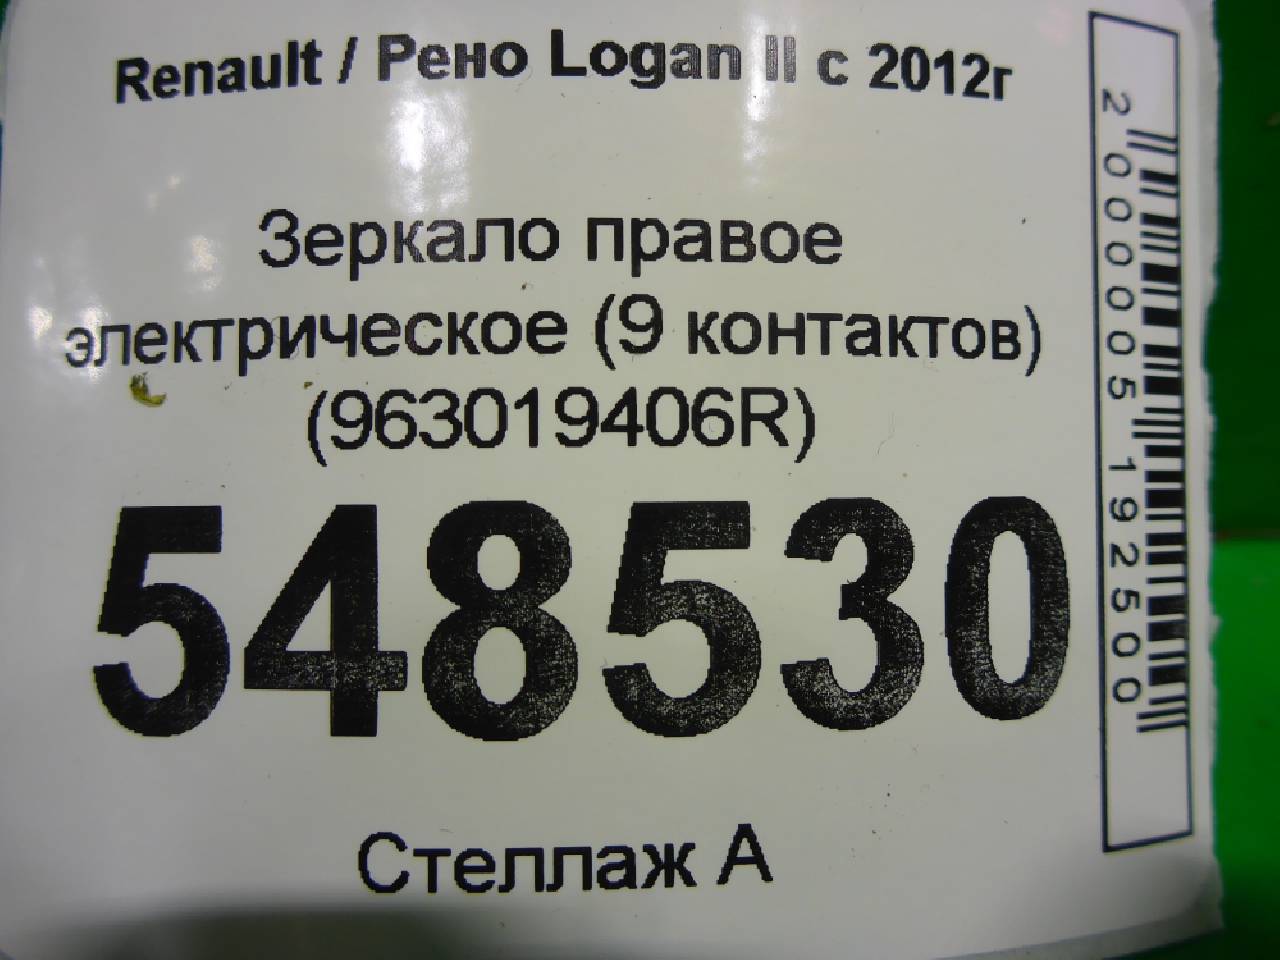 Renault / Рено Logan II с 2012г
Зеркало правое
электрическое (9 контактов)
(963019406R)
548530
Стеллаж А
2000005192500